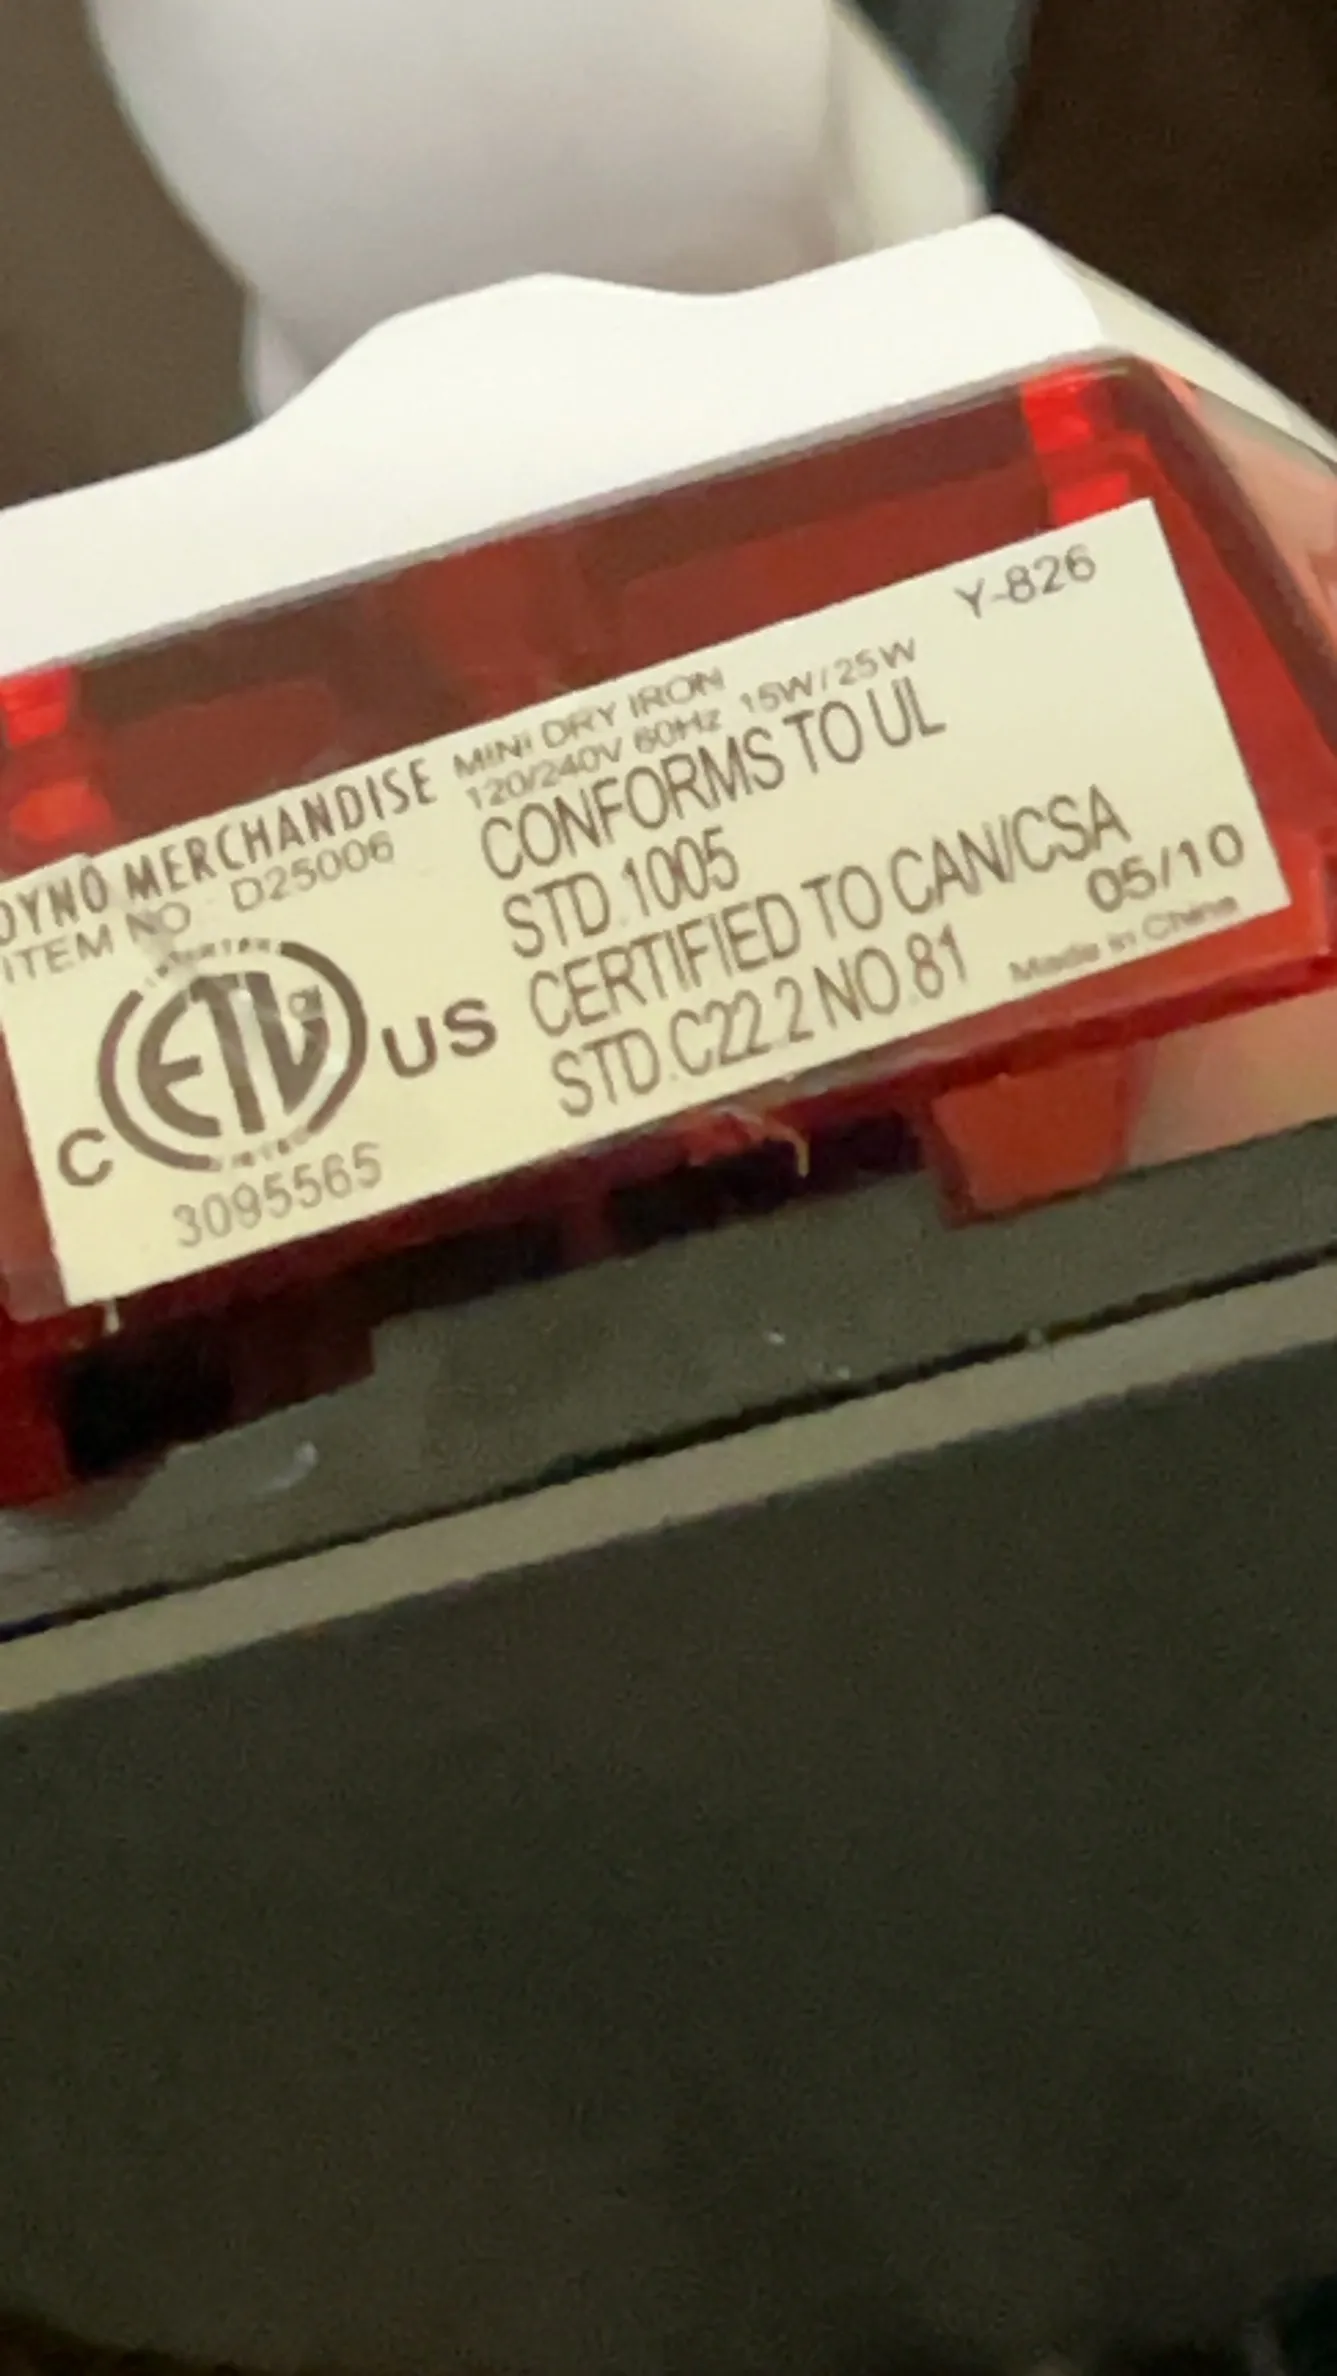 Y-826
DYNO MERCHANDISE
ITEM NO D25006
MINI DRY IRON
120/240V 60Hz 15W/25W
CONFORMS TO UL
STD.1005
CERTIFIED TO CAN/CSA
STD.C22.2 NO.81
05/10
Made in China
C ETL US
3095565